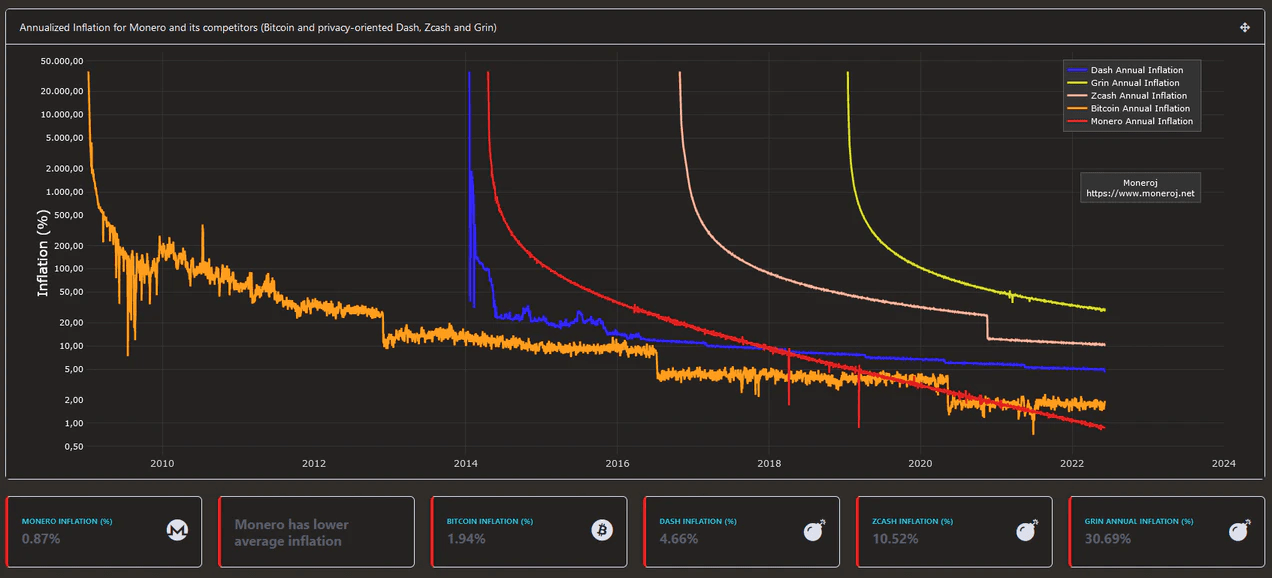 Annualized Inflation for Monero and its competitors (Bitcoin and privacy-oriented Dash, Zcash and Grin)
50.000,00
20.000,00
10.000,00
5.000,00
2.000,00
1.000,00
500,00
200,00
100,00
50,00
20,00
10,00
5,00
2,00
1,00
0,50
Inflation (%)
Dash Annual Inflation
Grin Annual Inflation
Zcash Annual Inflation
Bitcoin Annual Inflation
Monero Annual Inflation
Moneroj
https://www.moneroj.net
2010
2012
2014
2016
2018
2020
2022
2024
MONERO INFLATION (%)
0.87%
Monero has lower
average inflation
BITCOIN INFLATION (%)
1.94%
DASH INFLATION (%)
4.66%
ZCASH INFLATION (%)
10.52%
GRIN ANNUAL INFLATION (%)
30.69%